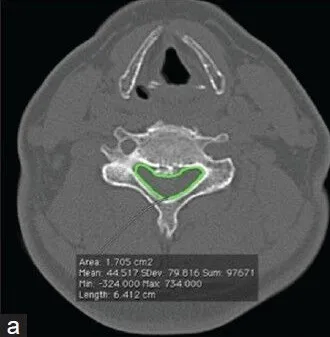 Area: 1.705 cm2
Mean: 44.517 SDev: 79.816 Sum: 97671
Min: -324.000 Max: 734.000
Length: 6.412 cm
a